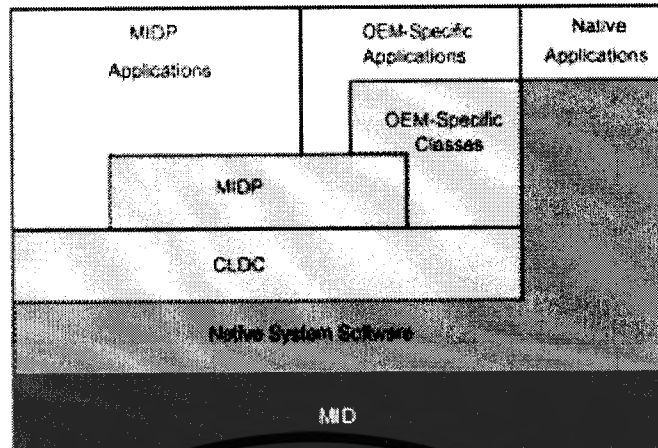 MIDP
Applications
OEM-Specific
Applications
Native
Applications
OEM-Specific
Classes
MIDP
CLDC
Native System Software
MID